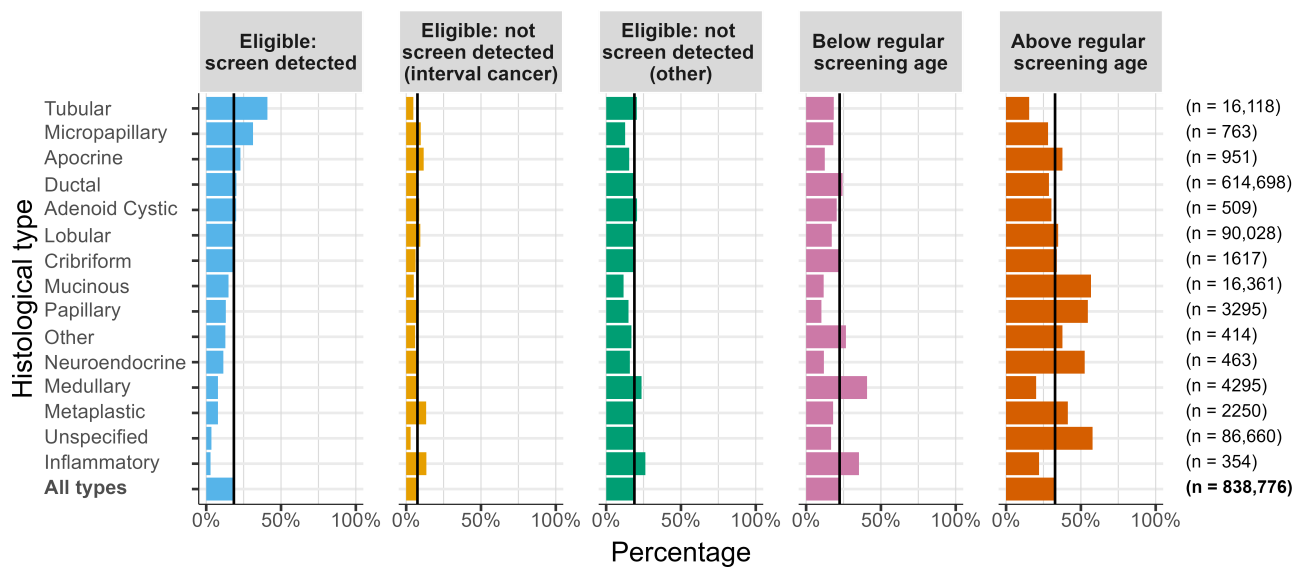 Eligible:
screen detected
Eligible: not
screen detected
(interval cancer)
Eligible: not
screen detected
(other)
Below regular
screening age
Above regular
screening age
Histological type
Tubular (n = 16,118)
Micropapillary (n = 763)
Apocrine (n = 951)
Ductal (n = 614,698)
Adenoid Cystic (n = 509)
Lobular (n = 90,028)
Cribriform (n = 1617)
Mucinous (n = 16,361)
Papillary (n = 3295)
Other (n = 414)
Neuroendocrine (n = 463)
Medullary (n = 4295)
Metaplastic (n = 2250)
Unspecified (n = 86,660)
Inflammatory (n = 354)
All types (n = 838,776)
0% 50% 100% 0% 50% 100% 0% 50% 100% 0% 50% 100% 0% 50% 100%
Percentage